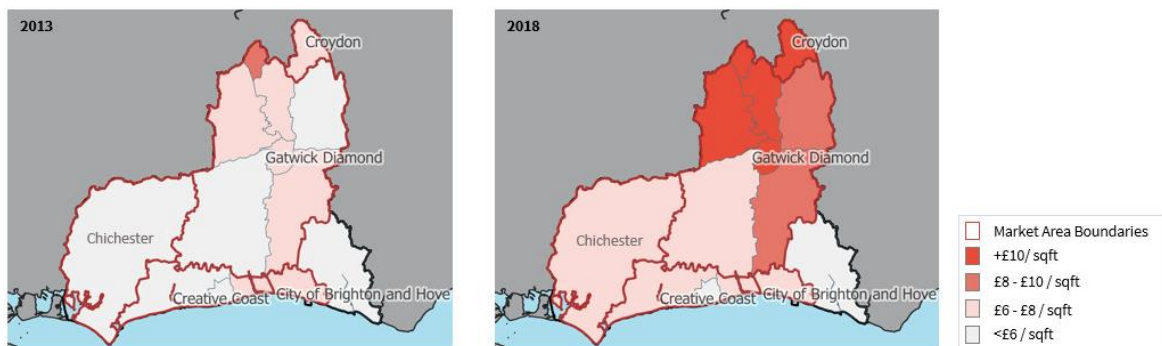 2013
Croydon
Gatwick Diamond
Chichester
Creative Coast
City of Brighton and Hove
2018
Croydon
Gatwick Diamond
Chichester
Creative Coast
City of Brighton and Hove
Market Area Boundaries
+£10/ sqft
£8 - £10 / sqft
£6 - £8 / sqft
<£6 / sqft